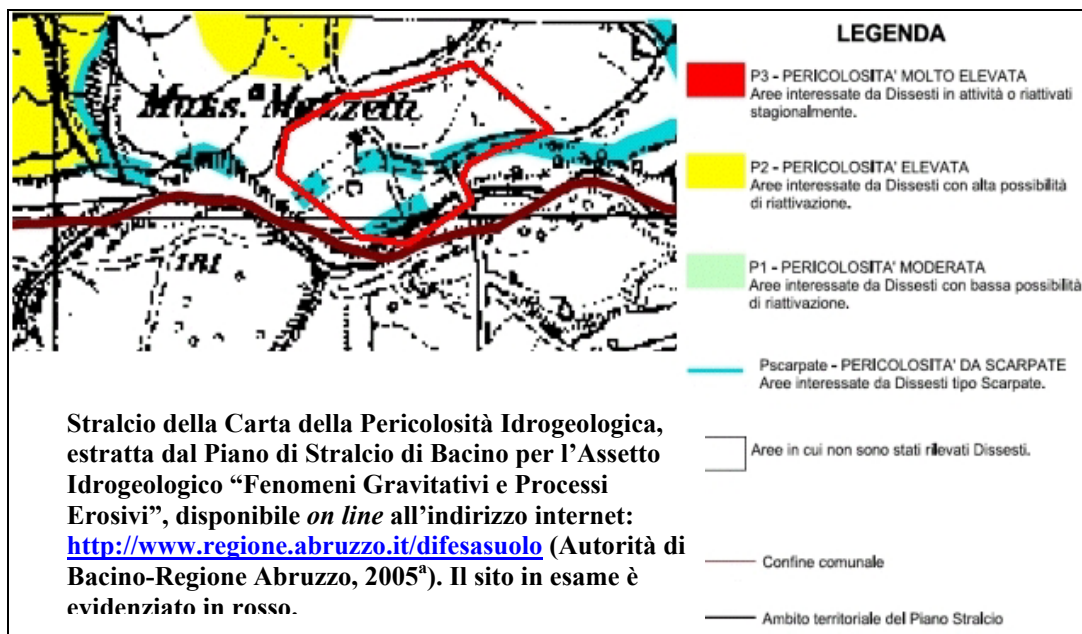 Mass. Mazzetti
181
LEGENDA
P3 - PERICOLOSITA' MOLTO ELEVATA
Aree interessate da Dissesti in attività o riattivati
stagionalmente.
P2 - PERICOLOSITA' ELEVATA
Aree interessate da Dissesti con alta possibilità
di riattivazione.
P1 - PERICOLOSITA' MODERATA
Aree interessate da Dissesti con bassa possibilità
di riattivazione.
Pscarpate - PERICOLOSITA' DA SCARPATE
Aree interessate da Dissesti tipo Scarpate.
Aree in cui non sono stati rilevati Dissesti.
Confine comunale
Ambito territoriale del Piano Stralcio
Stralcio della Carta della Pericolosità Idrogeologica,
estratta dal Piano di Stralcio di Bacino per l'Assetto
Idrogeologico “Fenomeni Gravitativi e Processi
Erosivi”, disponibile on line all'indirizzo internet:
http://www.regione.abruzzo.it/difesasuolo (Autorità di
Bacino-Regione Abruzzo, 2005ª). Il sito in esame è
evidenziato in rosso.